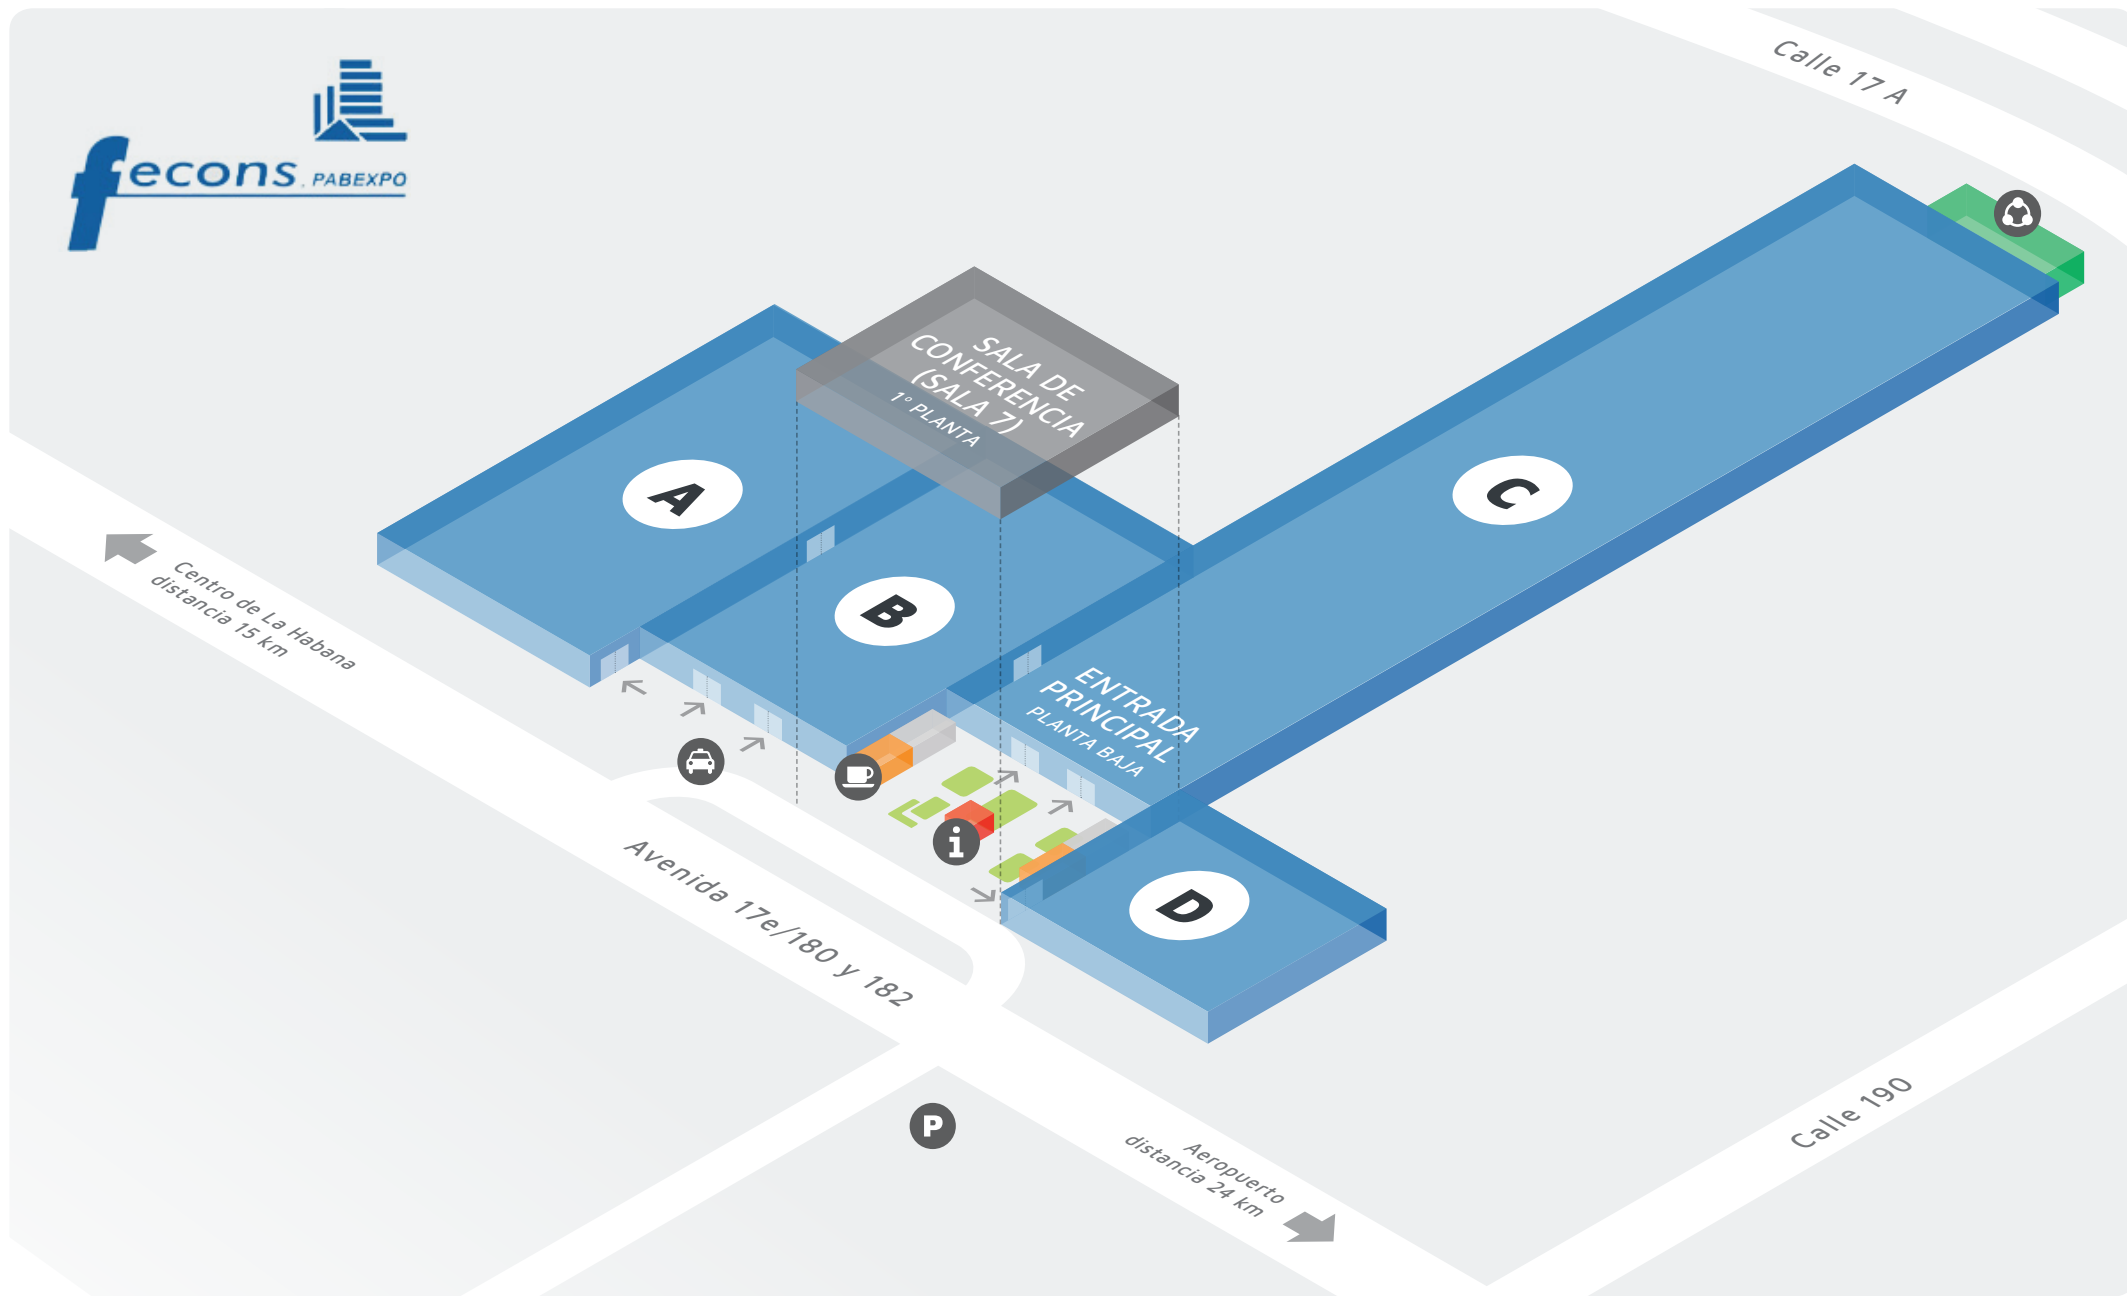 fecons. PABEXPO
Calle 17 A
SALA DE
CONFERENCIA
(SALA 7)
1° PLANTA
A
B
C
D
ENTRADA
PRINCIPAL
PLANTA BAJA
Centro de La Habana
distancia 15 km
i
Avenida 17e/180 y 182
P
Aeropuerto
distancia 24 km
Calle 190